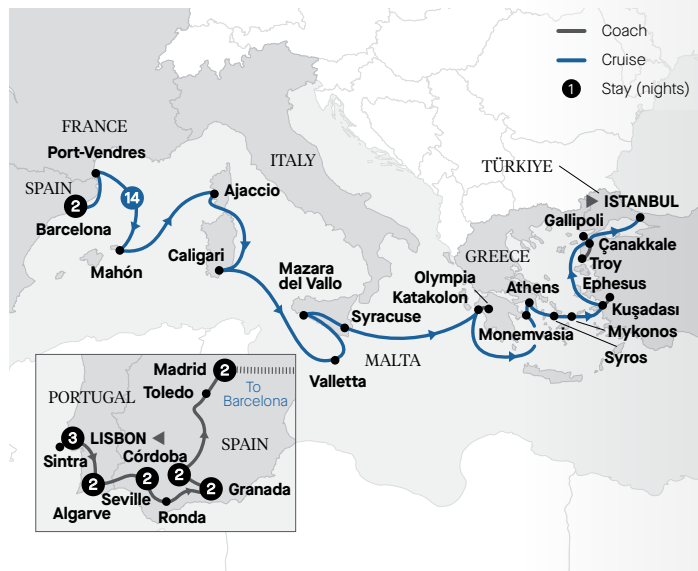 Coach
Cruise
1 Stay (nights)
FRANCE
Port-Vendres
SPAIN
2
Barcelona
14
Mahón
Ajaccio
ITALY
Caligari
Mazara
del Vallo
Syracuse
MALTA
Valletta
TÜRKIYE
ISTANBUL
Gallipoli
Çanakkale
Troy
GREECE
Olympia
Katakolon
Athens
Ephesus
Kuşadası
Monemvasia
Mykonos
Syros
Madrid 2
Toledo
To
Barcelona
PORTUGAL
SPAIN
3 LISBON
Sintra
Córdoba
2
2
2
2 Granada
Seville
Algarve
Ronda